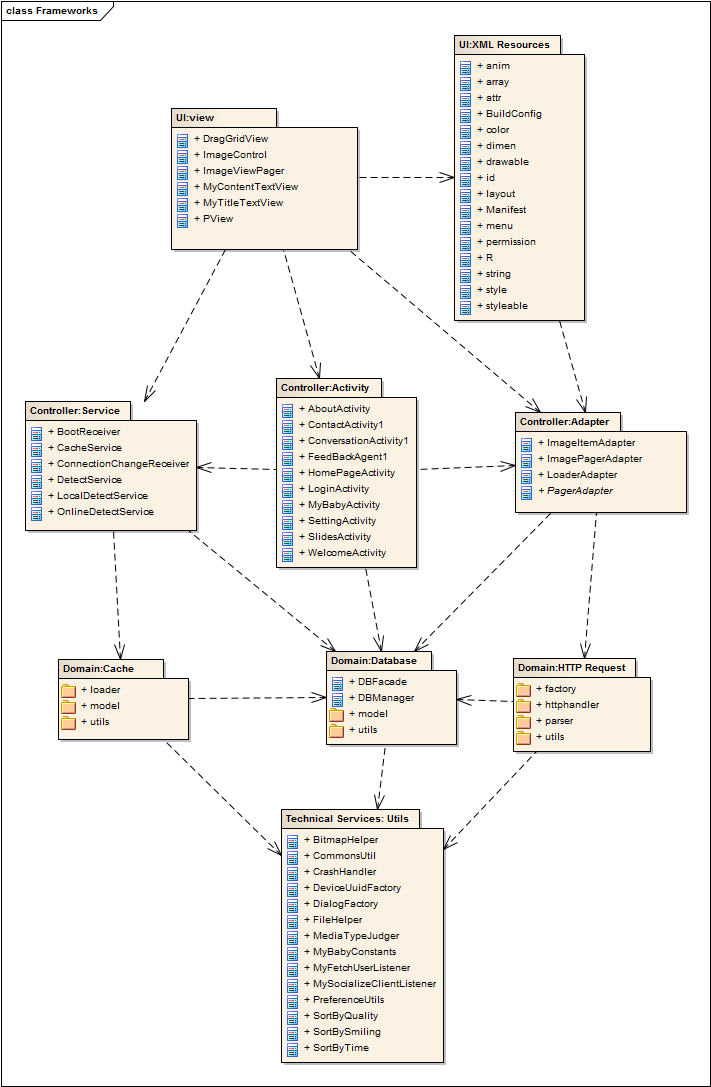 class Frameworks
UI:XML Resources
+ anim
+ array
+ attr
+ BuildConfig
+ color
+ dimen
+ drawable
+ id
+ layout
+ Manifest
+ menu
+ permission
+ R
+ string
+ style
+ styleable
UI:view
+ DragGridView
+ ImageControl
+ ImageViewPager
+ MyContentTextView
+ MyTitleTextView
+ PView
Controller:Service
+ BootReceiver
+ CacheService
+ ConnectionChangeReceiver
+ DetectService
+ LocalDetectService
+ OnlineDetectService
Controller:Activity
+ AboutActivity
+ ContactActivity1
+ ConversationActivity1
+ FeedBackAgent1
+ HomePageActivity
+ LoginActivity
+ MyBabyActivity
+ SettingActivity
+ SlidesActivity
+ WelcomeActivity
Controller:Adapter
+ ImageItemAdapter
+ ImagePagerAdapter
+ LoaderAdapter
+ PagerAdapter
Domain:Cache
+ loader
+ model
+ utils
Domain:Database
+ DBFacade
+ DBManager
+ model
+ utils
Domain:HTTP Request
+ factory
+ httphandler
+ parser
+ utils
Technical Services: Utils
+ BitmapHelper
+ CommonsUtil
+ CrashHandler
+ DeviceUuidFactory
+ DialogFactory
+ FileHelper
+ MediaTypeJudger
+ MyBabyConstants
+ MyFetchUserListener
+ MySocializeClientListener
+ PreferenceUtils
+ SortByQuality
+ SortBySmiling
+ SortByTime